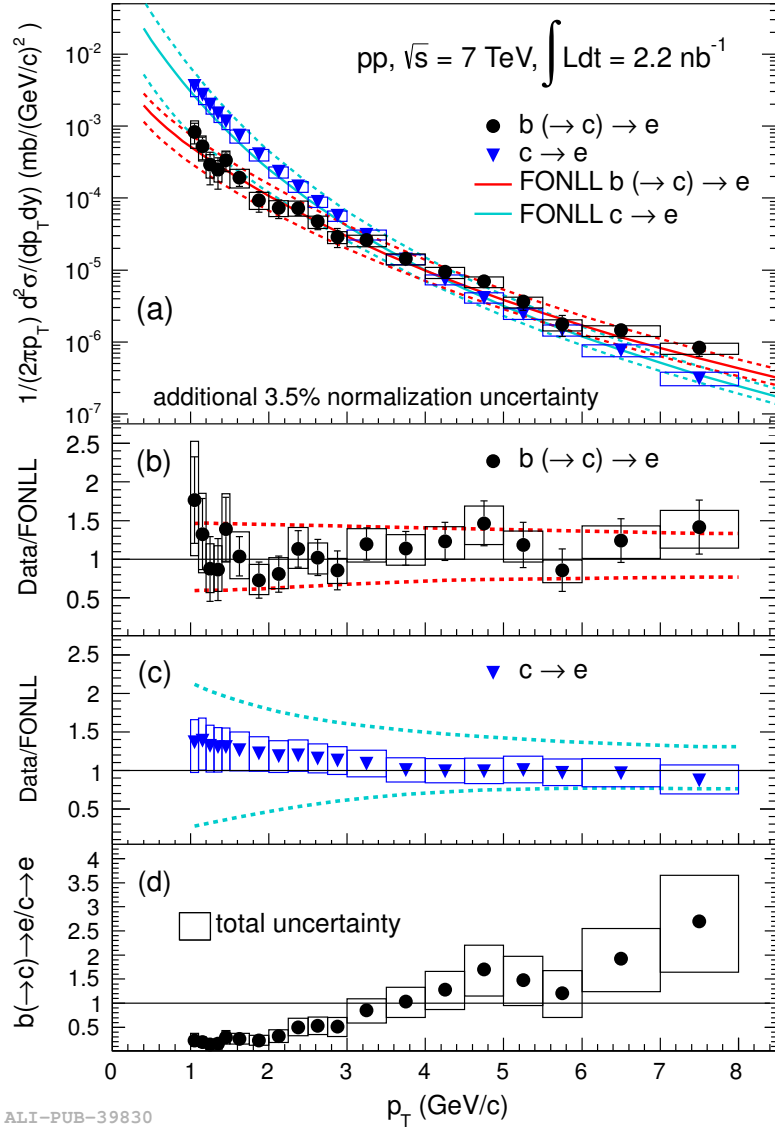 1/(2πp_T) d²σ/(dp_Tdy) (mb/(GeV/c)²)
10⁻²
10⁻³
10⁻⁴
10⁻⁵
10⁻⁶
10⁻⁷
pp, √s = 7 TeV, ∫Ldt = 2.2 nb⁻¹
b (→ c) → e
c → e
FONLL b (→ c) → e
FONLL c → e
(a)
additional 3.5% normalization uncertainty
Data/FONLL
2.5
2
1.5
1
0.5
(b)
b (→ c) → e
Data/FONLL
2.5
2
1.5
1
0.5
(c)
c → e
b(→c)→e/c→e
4
3.5
3
2.5
2
1.5
1
0.5
(d)
total uncertainty
0 1 2 3 4 5 6 7 8
p_T (GeV/c)
ALI−PUB−39830